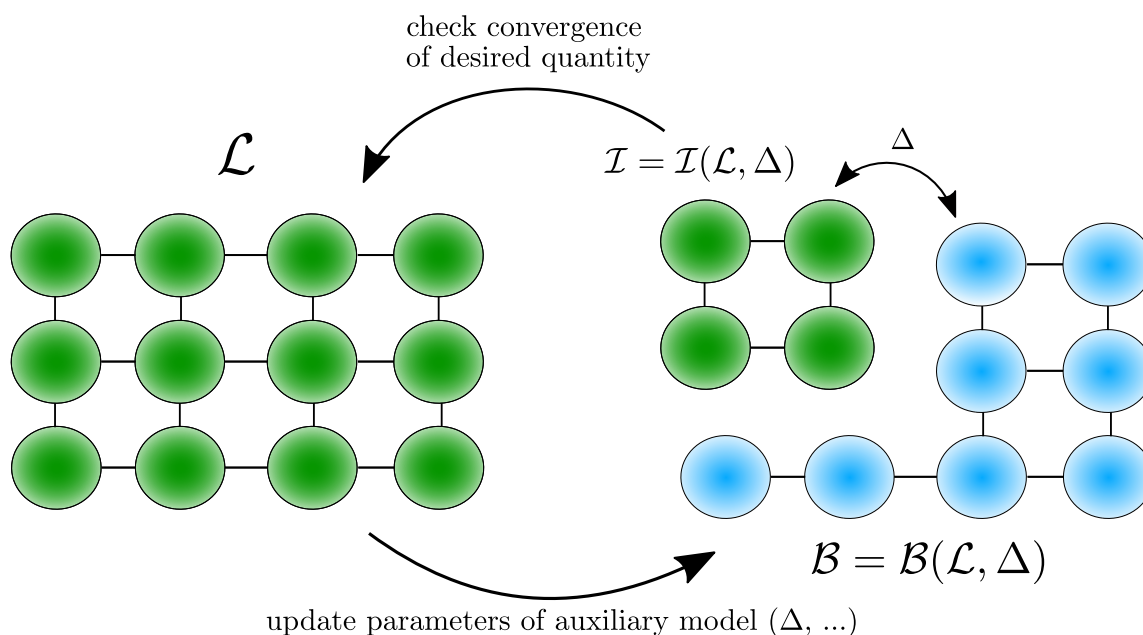 check convergence
of desired quantity
ℒ
ℐ = ℐ(ℒ, Δ)
Δ
ℬ = ℬ(ℒ, Δ)
update parameters of auxiliary model (Δ, ...)